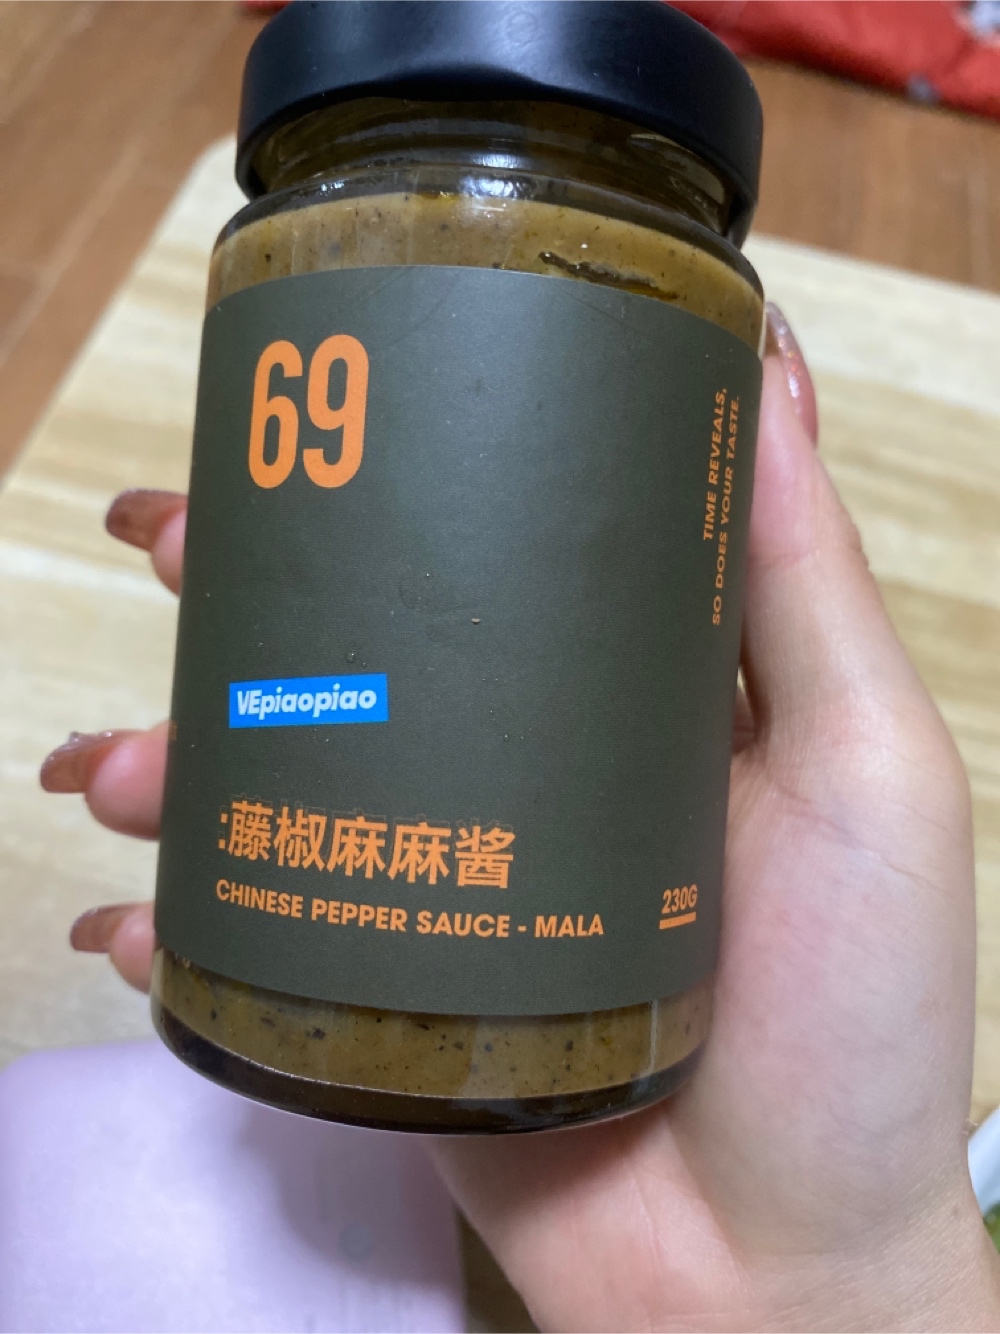 69
TIME REVEALS,
SO DOES YOUR TASTE.
VEpiaopiao
:藤椒麻麻酱
CHINESE PEPPER SAUCE - MALA
230G